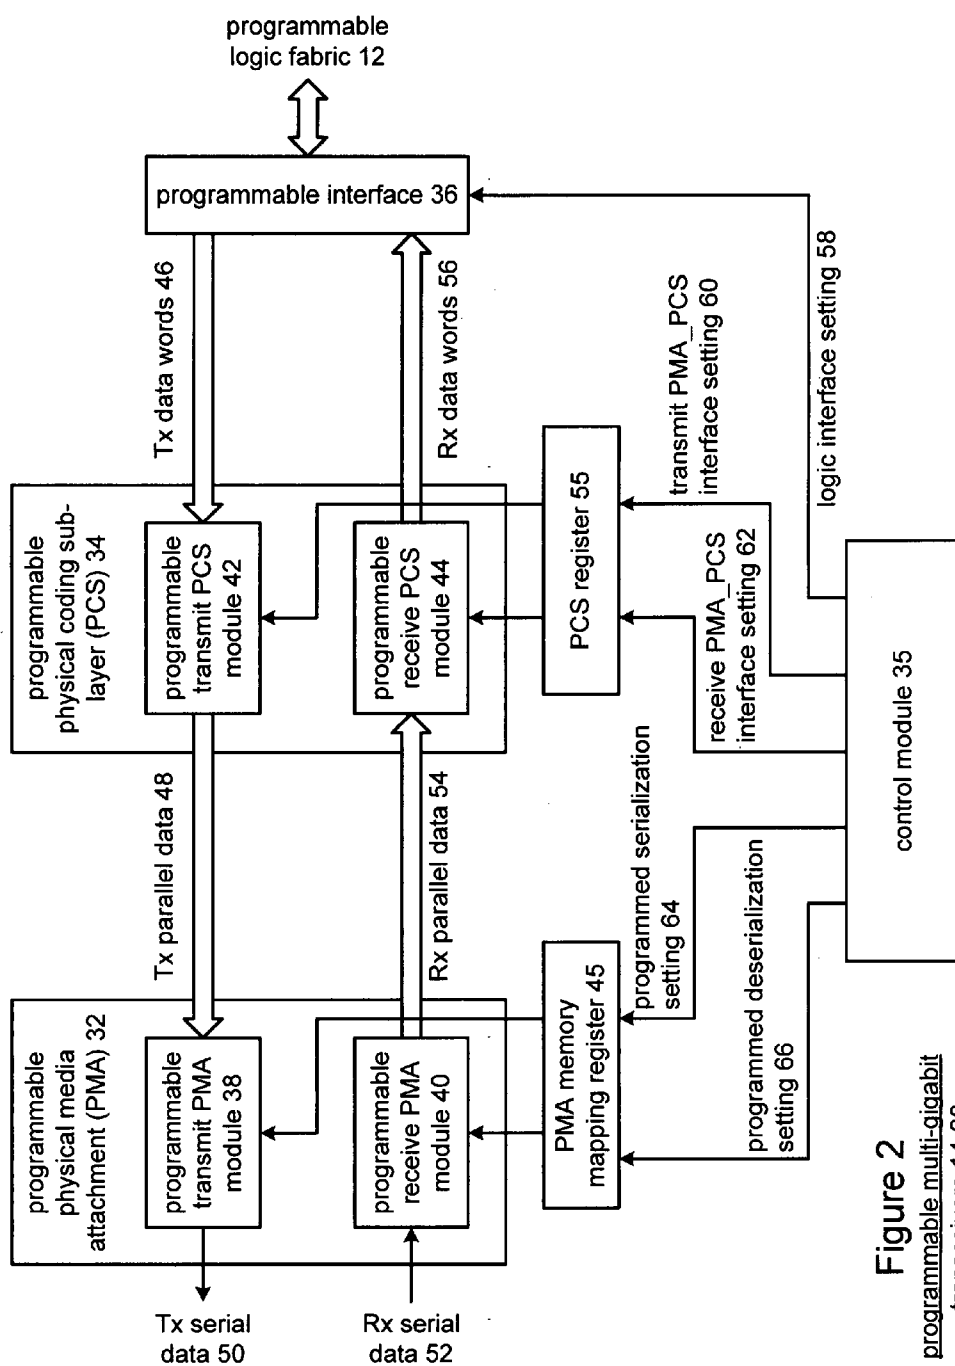 programmable
logic fabric 12
programmable interface 36
Tx data words 46
Rx data words 56
programmable
physical coding sub-
layer (PCS) 34
programmable
transmit PCS
module 42
programmable
receive PCS
module 44
PCS register 55
transmit PMA_PCS
interface setting 60
receive PMA_PCS
interface setting 62
logic interface setting 58
Tx parallel data 48
Rx parallel data 54
programmable
physical media
attachment (PMA) 32
programmable
transmit PMA
module 38
programmable
receive PMA
module 40
PMA memory
mapping register 45
programmed serialization
setting 64
programmed deserialization
setting 66
control module 35
Tx serial
data 50
Rx serial
data 52
Figure 2
programmable multi-gigabit